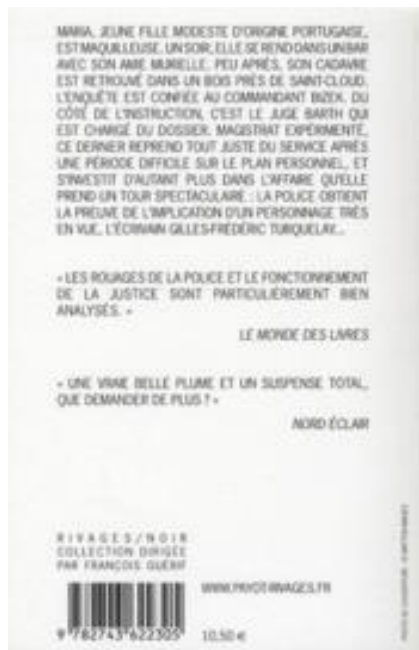 MARIA, JEUNE FILLE MODESTE D'ORIGINE PORTUGAISE,
EST MAQUILLEUSE. UN SOIR, ELLE SE REND DANS UN BAR
AVEC SON AMIE MURIELLE. PEU APRÈS, SON CADAVRE
EST RETROUVÉ DANS UN BOIS PRÈS DE SAINT-CLOUD.
L'ENQUÊTE EST CONFIÉE AU COMMANDANT BIZEK. DU
CÔTÉ DE L'INSTRUCTION, C'EST LE JUGE BARTH QUI
EST CHARGÉ DU DOSSIER. MAGISTRAT EXPÉRIMENTÉ,
CE DERNIER REPREND TOUT JUSTE DU SERVICE APRÈS
UNE PÉRIODE DIFFICILE SUR LE PLAN PERSONNEL, ET
S'INVESTIT D'AUTANT PLUS DANS L'AFFAIRE QU'ELLE
PREND UN TOUR SPECTACULAIRE : LA POLICE OBTIENT
LA PREUVE DE L'IMPLICATION D'UN PERSONNAGE TRÈS
EN VUE, L'ÉCRIVAIN GILLES-FRÉDÉRIC TURQUELAY...
« LES ROUAGES DE LA POLICE ET LE FONCTIONNEMENT
DE LA JUSTICE SONT PARTICULIÈREMENT BIEN
ANALYSÉS. »
LE MONDE DES LIVRES
« UNE VRAIE BELLE PLUME ET UN SUSPENSE TOTAL,
QUE DEMANDER DE PLUS ? »
NORD ÉCLAIR
RIVAGES/NOIR
COLLECTION DIRIGÉE
PAR FRANÇOIS GUÉRIF
WWW.PAYOT-RIVAGES.FR
9 782743 622305
10,50 €